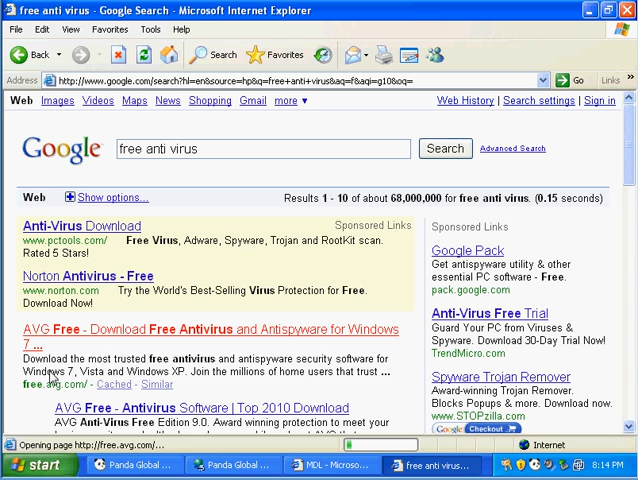 free anti virus - Google Search - Microsoft Internet Explorer
File Edit View Favorites Tools Help
Back Search Favorites
Address http://www.google.com/search?hl=en&source=hp&q=free+anti+virus&aq=f&aqi=g10&oq= Go Links »
Web Images Videos Maps News Shopping Gmail more ▼ Web History | Search settings | Sign in
Google free anti virus Search Advanced Search
Web Show options... Results 1 - 10 of about 68,000,000 for free anti virus. (0.15 seconds)
Anti-Virus Download Sponsored Links
www.pctools.com/ Free Virus, Adware, Spyware, Trojan and RootKit scan.
Rated 5 Stars!
Norton Antivirus - Free
www.norton.com Try the World's Best-Selling Virus Protection for Free.
Download Now!
AVG Free - Download Free Antivirus and Antispyware for Windows
7 ...
Download the most trusted free antivirus and antispyware security software for
Windows 7, Vista and Windows XP. Join the millions of home users that trust ...
free.avg.com/ - Cached - Similar
AVG Free - Antivirus Software | Top 2010 Download
AVG Anti-Virus Free Edition 9.0. Award winning protection to meet your
Sponsored Links
Google Pack
Get antispyware utility & other
essential PC software - Free.
pack.google.com
Anti-Virus Free Trial
Guard Your PC from Viruses &
Spyware. Download 30-Day Trial Now!
TrendMicro.com
Spyware Trojan Remover
Award-winning Trojan Remover.
Blocks Popups & more. Download now.
www.STOPzilla.com
Google Checkout
Opening page http://free.avg.com/... Internet
start Panda Global ... Panda Global ... MDL - Microso... free anti virus... 8:14 PM